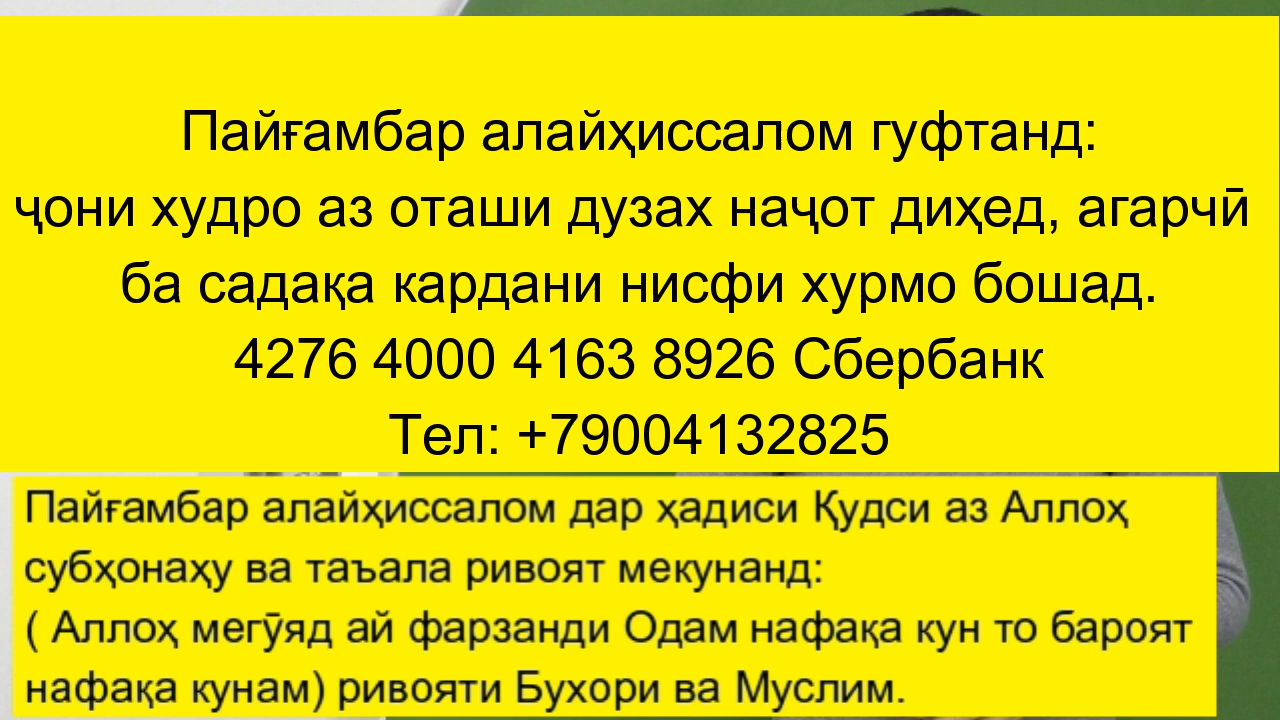 Пайғамбар алайҳиссалом гуфтанд:
ҷони худро аз оташи дузах наҷот диҳед, агарчӣ
ба садақа кардани нисфи хурмо бошад.
4276 4000 4163 8926 Сбербанк
Тел: +79004132825
Пайғамбар алайҳиссалом дар ҳадиси Қудси аз Аллоҳ
субҳонаҳу ва таъала ривоят мекунанд:
( Аллоҳ мегӯяд ай фарзанди Одам нафақа кун то бароят
нафақа кунам) ривояти Бухори ва Муслим.